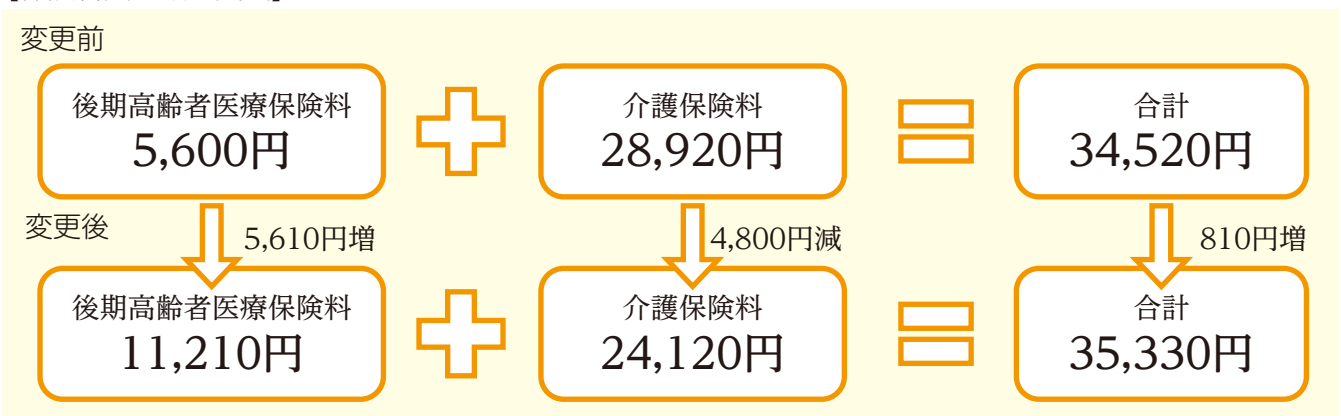 変更前
後期高齢者医療保険料
5,600円
介護保険料
28,920円
合計
34,520円
変更後
5,610円増
4,800円減
810円増
後期高齢者医療保険料
11,210円
介護保険料
24,120円
合計
35,330円